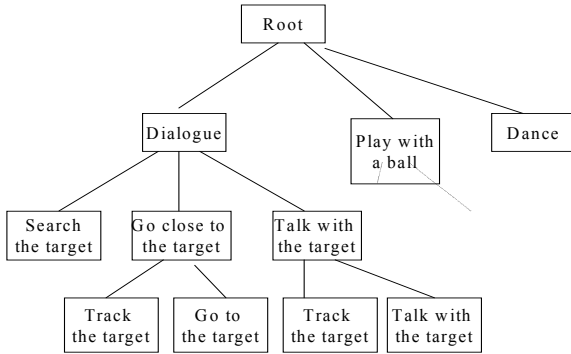 Root
Dialogue
Play with
a ball
Dance
Search
the target
Go close to
the target
Talk with
the target
Track
the target
Go to
the target
Track
the target
Talk with
the target